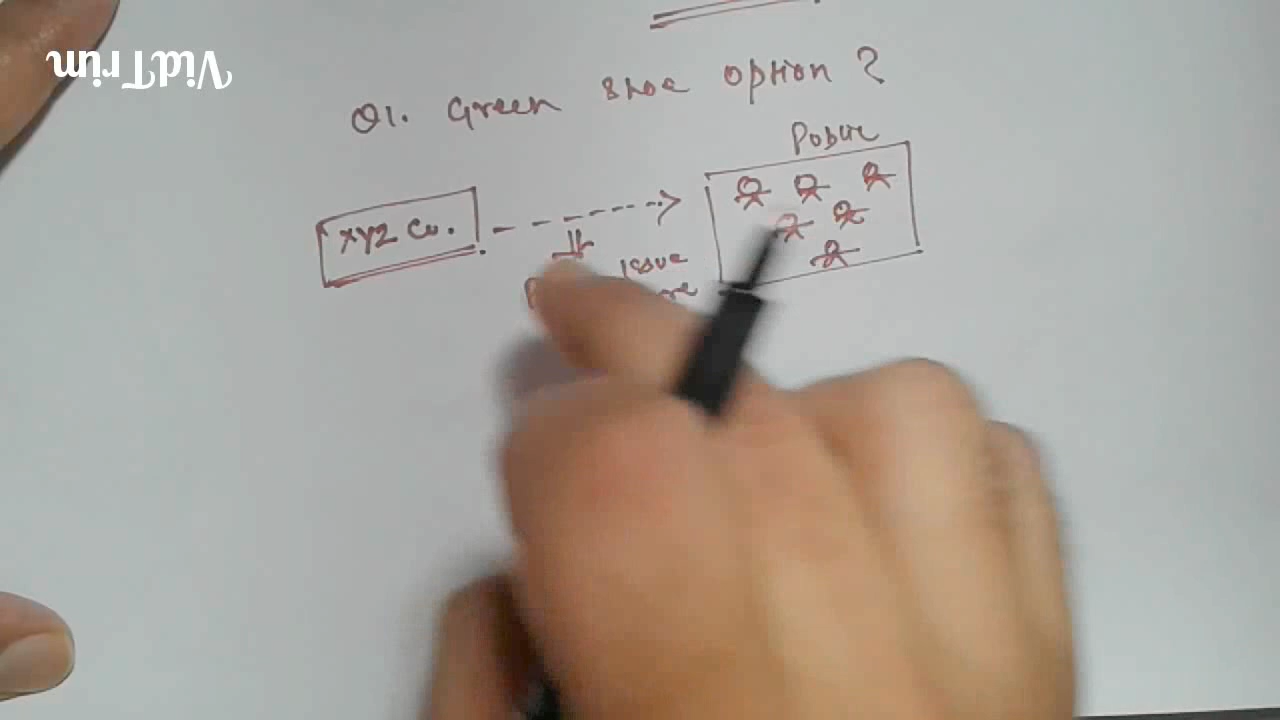 VidTrim
Q1. Green Shoe option ?
Public
XYZ Co.
issue